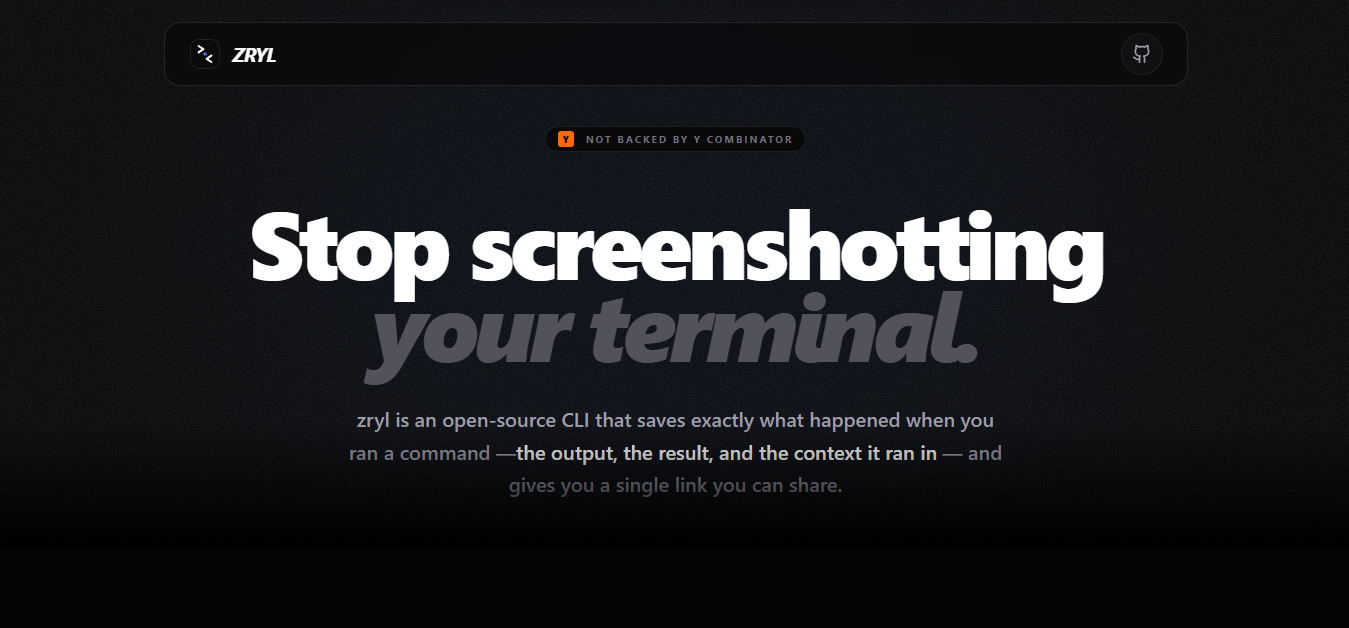 ZRYL
Y NOT BACKED BY Y COMBINATOR
Stop screenshotting
your terminal.
zryl is an open-source CLI that saves exactly what happened when you
ran a command —the output, the result, and the context it ran in — and
gives you a single link you can share.